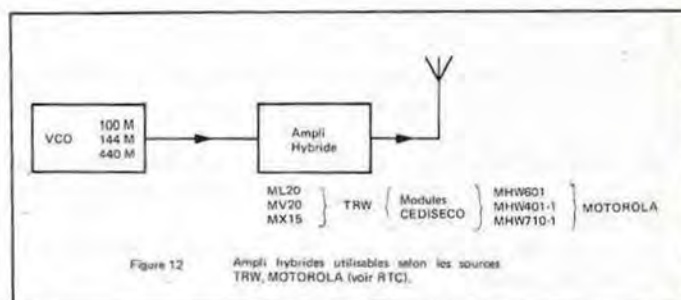 VCO
100 M
144 M
440 M
Ampli
Hybride
ML20
MV20
MX15
TRW
Modules
CEDISECO
MHW601
MHW401-1
MHW710-1
MOTOROLA
Figure 12
Ampli hybrides utilisables selon les sources
TRW, MOTOROLA (voir RTC).